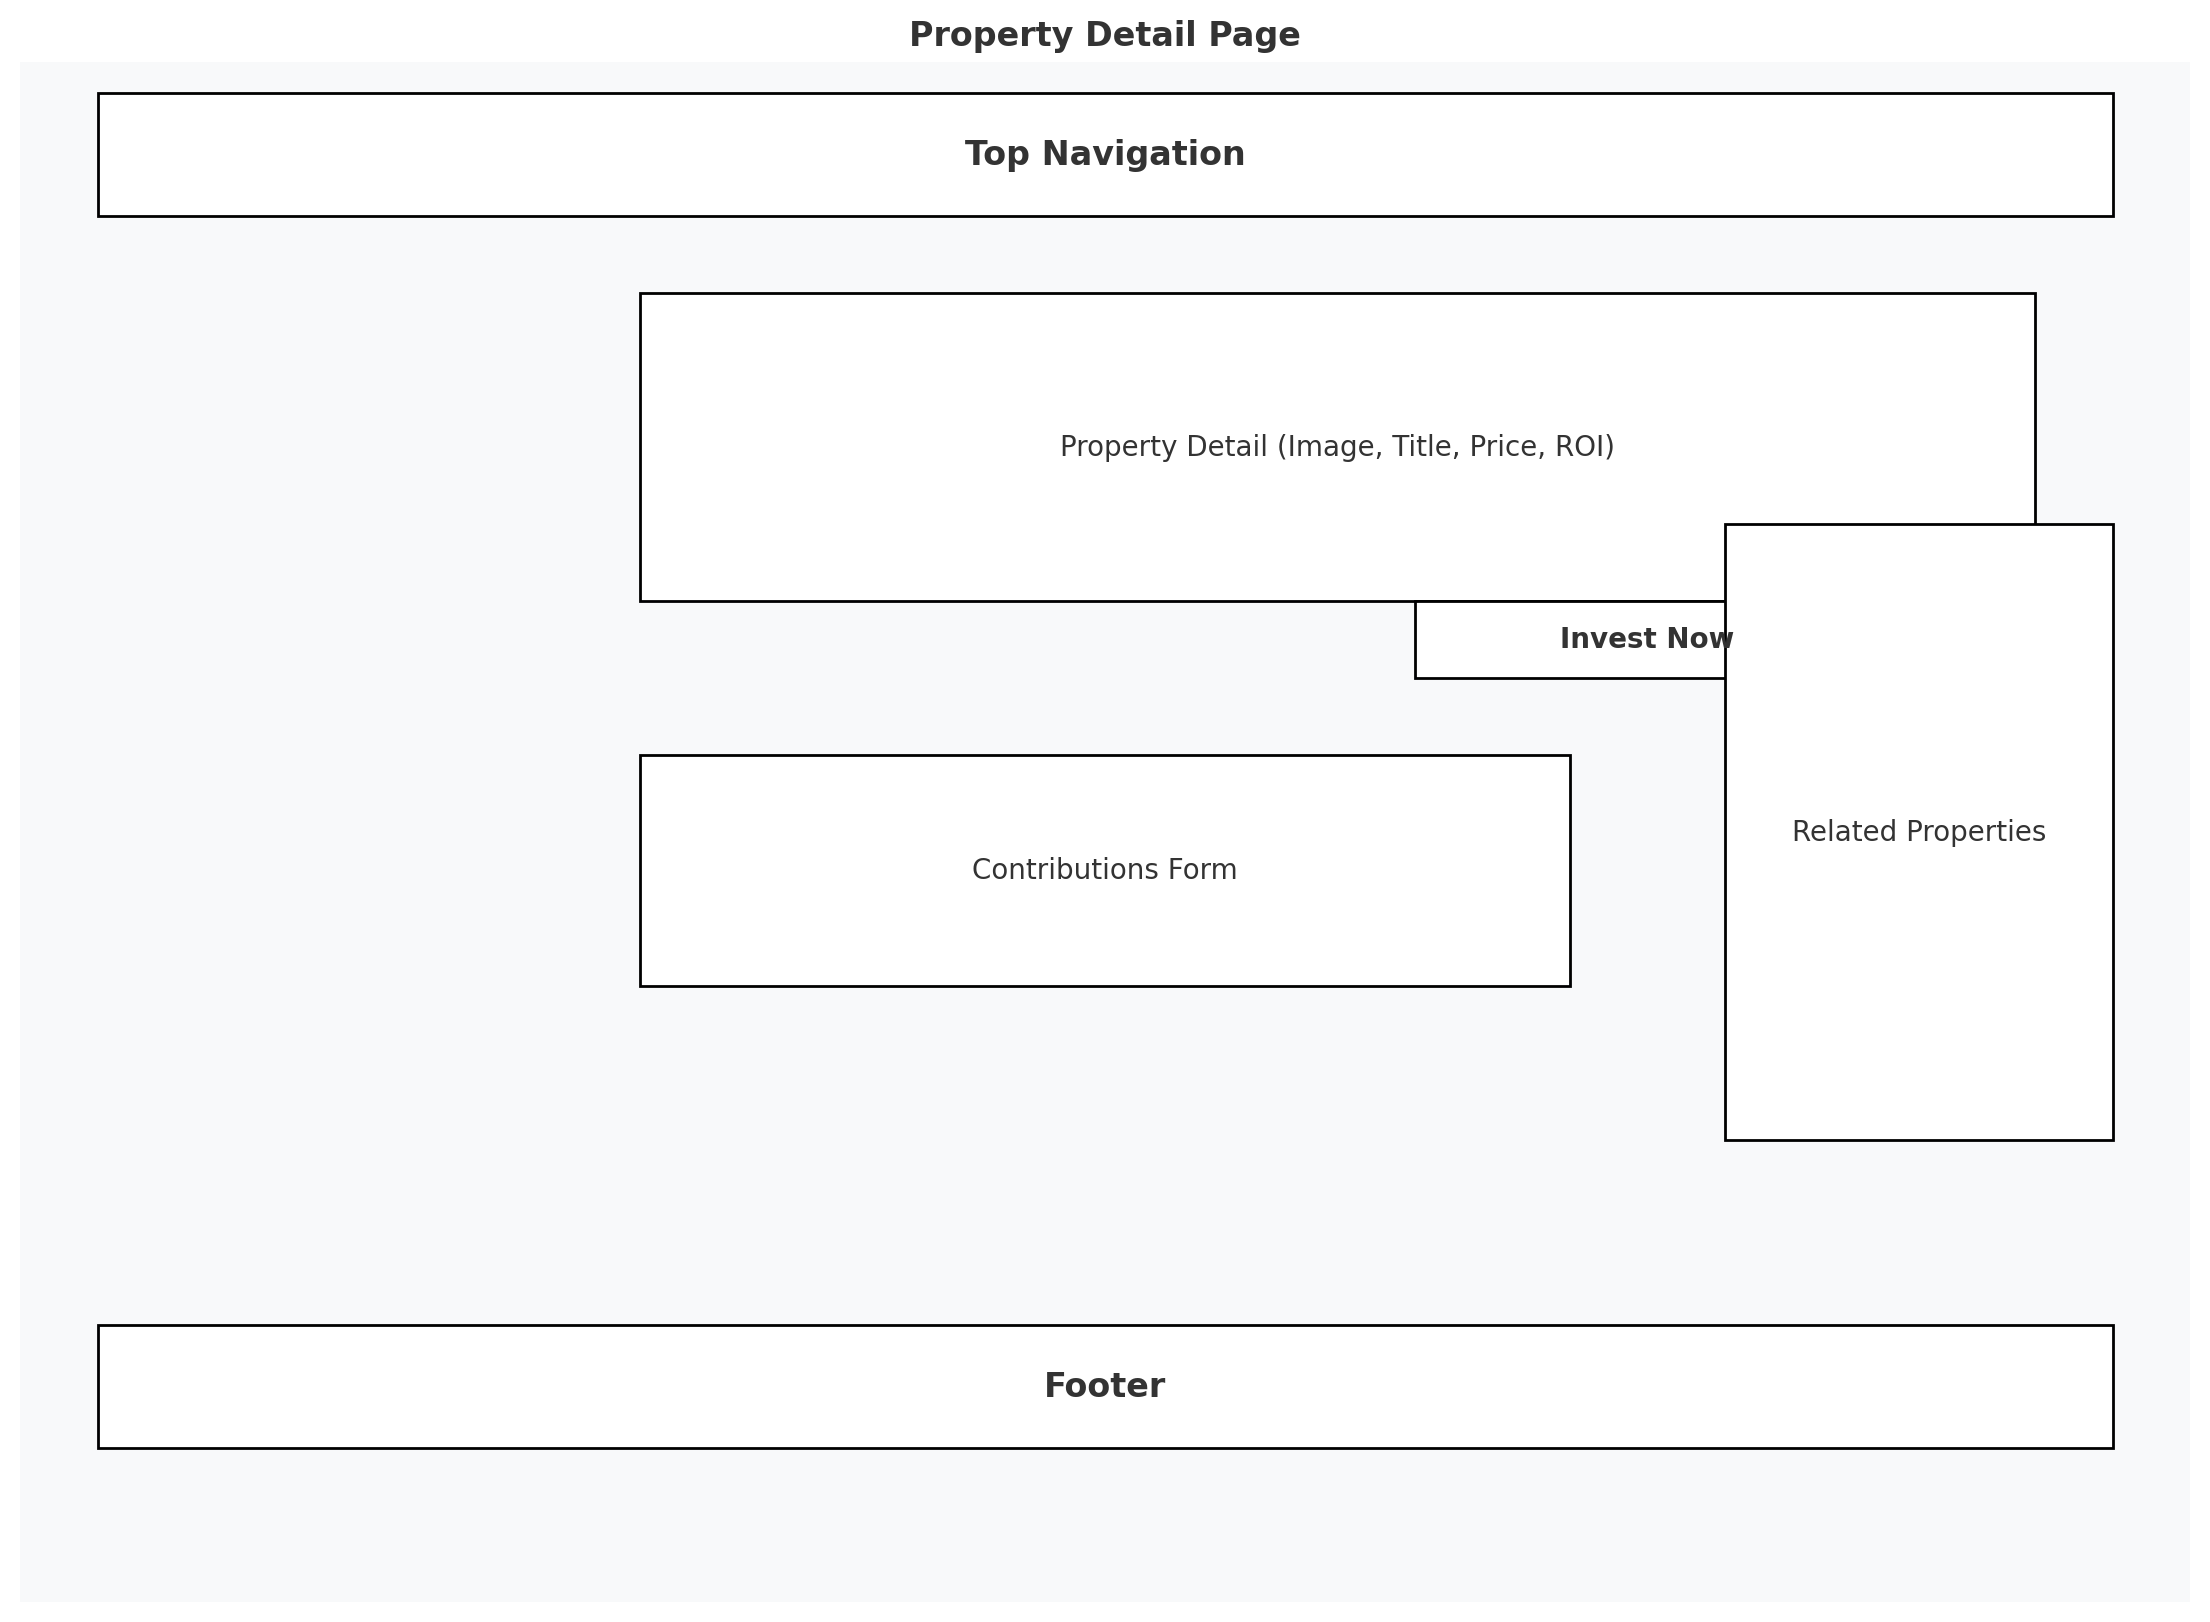 Property Detail Page
Top Navigation
Property Detail (Image, Title, Price, ROI)
Invest Now
Related Properties
Contributions Form
Footer